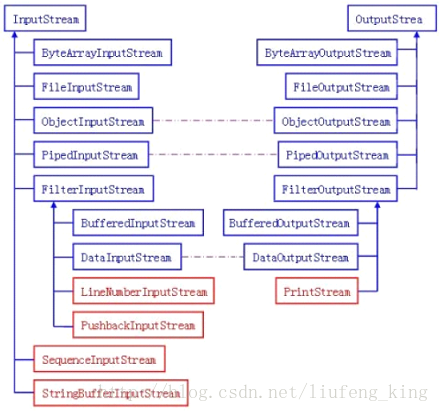 InputStream
OutputStrea
ByteArrayInputStream
ByteArrayOutputStream
FileInputStream
FileOutputStream
ObjectInputStream
ObjectOutputStream
PipedInputStream
PipedOutputStream
FilterInputStream
FilterOutputStream
BufferedInputStream
BufferedOutputStream
DataInputStream
DataOutputStream
LineNumberInputStream
PrintStream
PushbackInputStream
SequenceInputStream
StringBufferInputStream
https://blog.csdn.net/liufeng_king